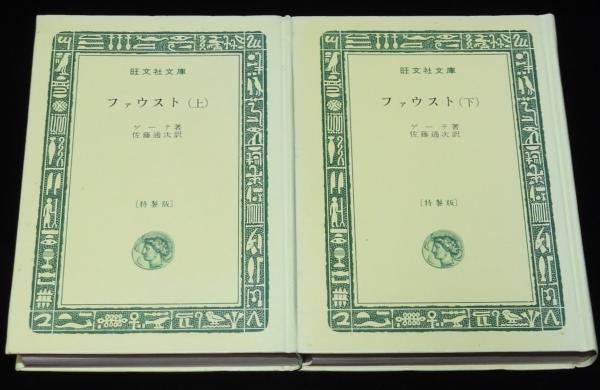 旺文社文庫
ファウスト(上)
ゲーテ著
佐藤通次訳
[特製版]
旺文社文庫
ファウスト(下)
ゲーテ著
佐藤通次訳
[特製版]